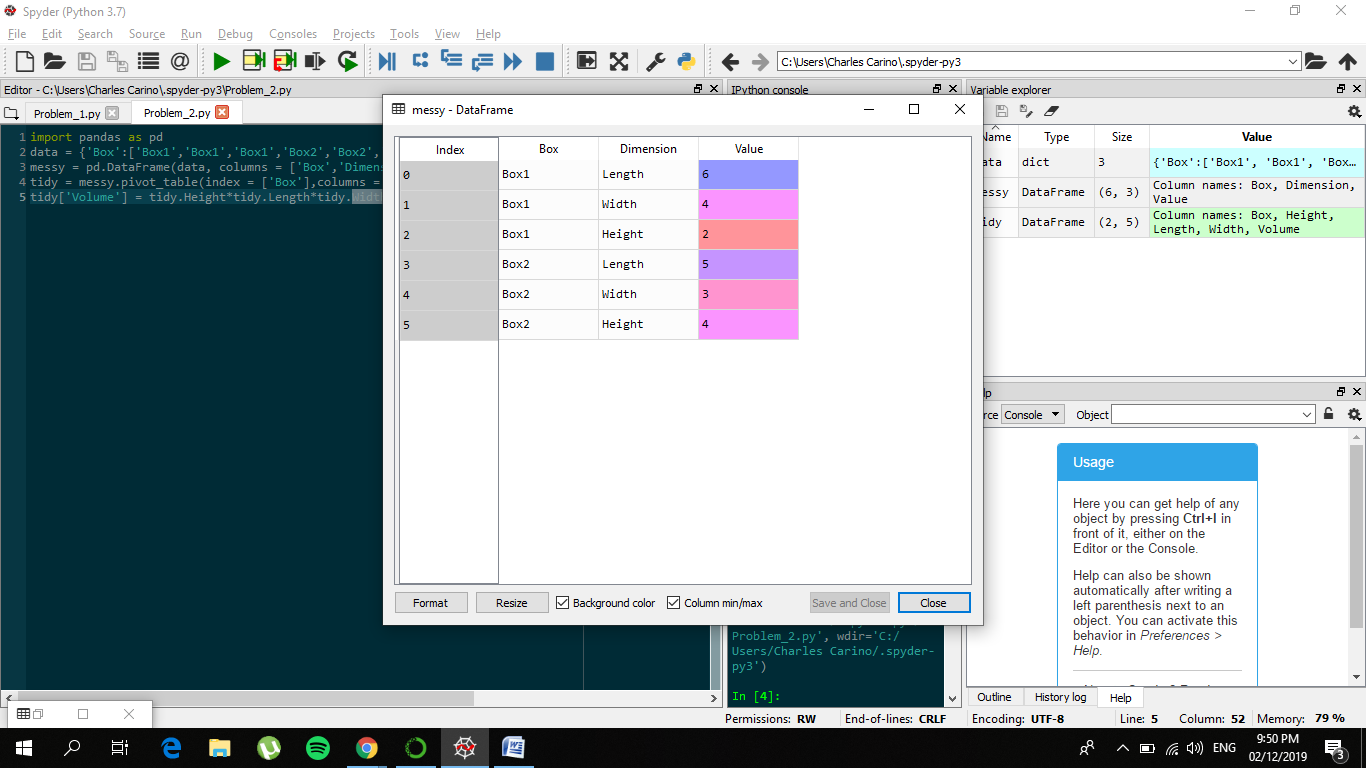 Spyder (Python 3.7)
File Edit Search Source Run Debug Consoles Projects Tools View Help
C:\Users\Charles Carino\.spyder-py3
Editor - C:\Users\Charles Carino\.spyder-py3\Problem_2.py
Problem_1.py Problem_2.py
1 import pandas as pd
2 data = {'Box':['Box1','Box1','Box1','Box2','Box2',
3 messy = pd.DataFrame(data, columns = ['Box','Dimens
4 tidy = messy.pivot_table(index = ['Box'],columns =
5 tidy['Volume'] = tidy.Height*tidy.Length*tidy.Width
messy - DataFrame
Index Box Dimension Value
0 Box1 Length 6
1 Box1 Width 4
2 Box1 Height 2
3 Box2 Length 5
4 Box2 Width 3
5 Box2 Height 4
Format Resize Background color Column min/max Save and Close Close
IPython console
Problem_2.py', wdir='C:/
Users/Charles Carino/.spyder-
py3')
In [4]:
Variable explorer
Name Type Size Value
ata dict 3 {'Box':['Box1', 'Box1', 'Box...
essy DataFrame (6, 3) Column names: Box, Dimension,
Value
idy DataFrame (2, 5) Column names: Box, Height,
Length, Width, Volume
lp
rce Console Object
Usage
Here you can get help of any
object by pressing Ctrl+I in
front of it, either on the
Editor or the Console.
Help can also be shown
automatically after writing a
left parenthesis next to an
object. You can activate this
behavior in Preferences >
Help.
Outline History log Help
Permissions: RW End-of-lines: CRLF Encoding: UTF-8 Line: 5 Column: 52 Memory: 79 %
ENG
9:50 PM
02/12/2019
3